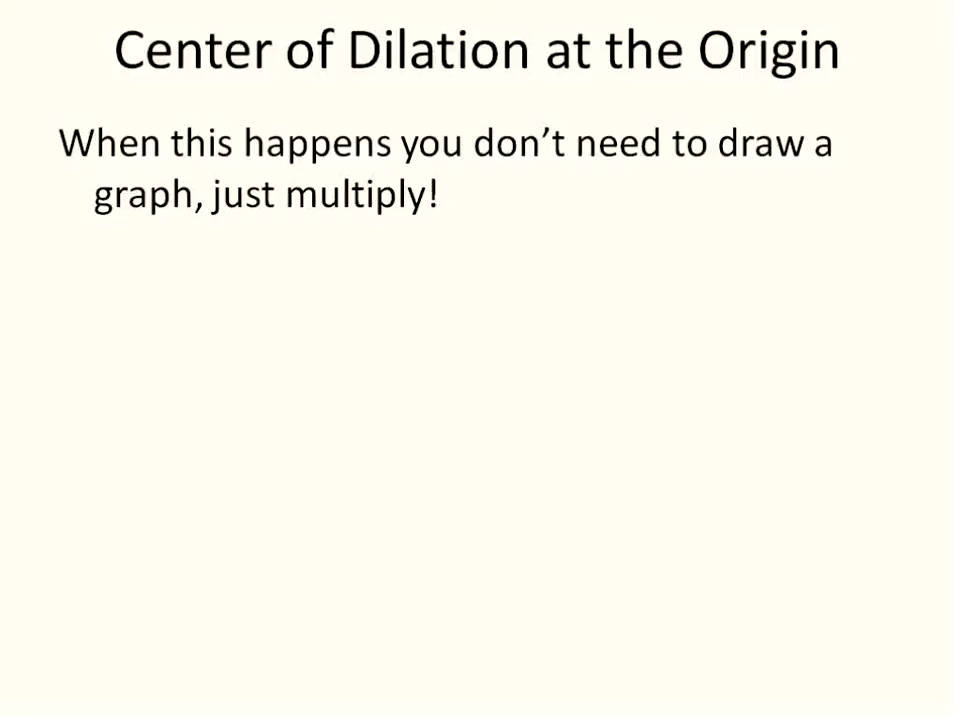 Center of Dilation at the Origin
When this happens you don’t need to draw a
graph, just multiply!